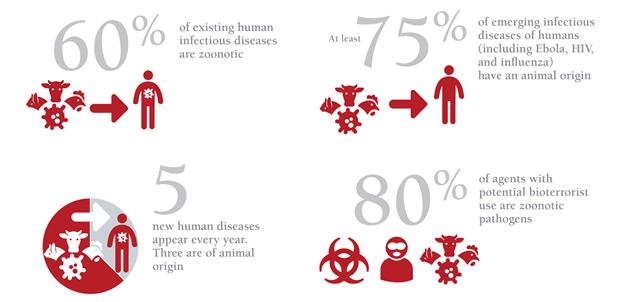 60%
of existing human
infectious diseases
are zoonotic
At least 75%
of emerging infectious
diseases of humans
(including Ebola, HIV,
and influenza)
have an animal origin
5
new human diseases
appear every year.
Three are of animal
origin
80%
of agents with
potential bioterrorist
use are zoonotic
pathogens